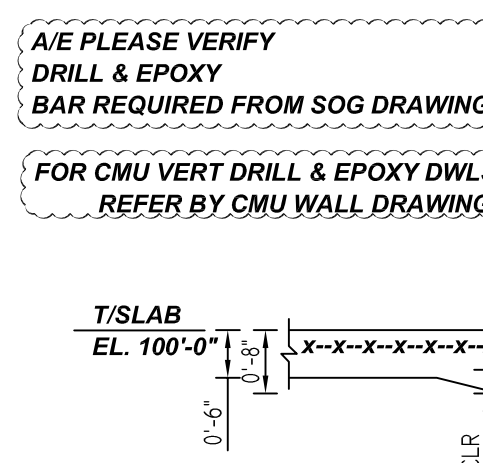 A/E PLEASE VERIFY
DRILL & EPOXY
BAR REQUIRED FROM SOG DRAWING
FOR CMU VERT DRILL & EPOXY DWLS
REFER BY CMU WALL DRAWING
T/SLAB
EL. 100'-0"
0'-8"
x--x--x--x--x--x--
0'-6"
CLR